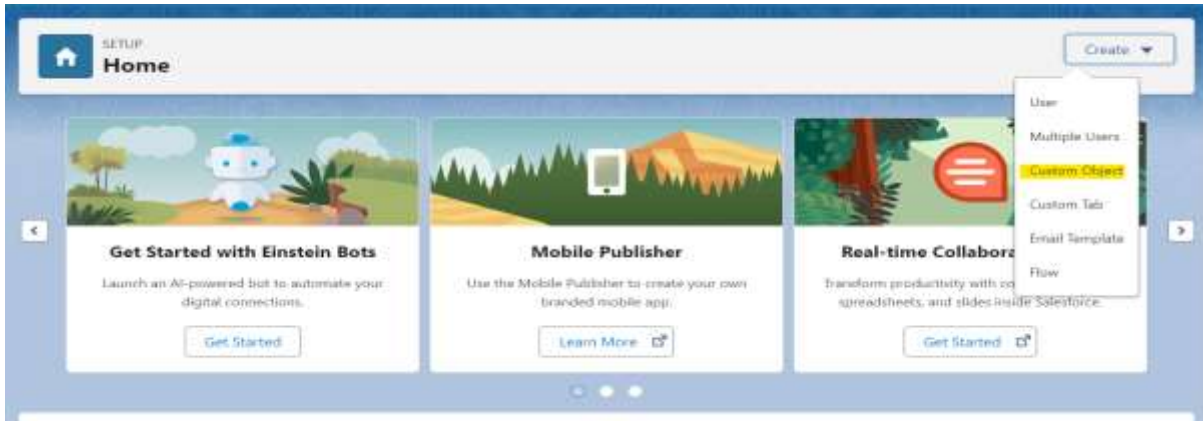 SETUP
Home
Create
User
Multiple Users
Custom Object
Custom Tab
Email Template
Flow
Get Started with Einstein Bots
Launch an AI-powered bot to automate your
digital connections.
Get Started
Mobile Publisher
Use the Mobile Publisher to create your own
branded mobile app.
Learn More
Real-time Collabora
Transform productivity with co
spreadsheets, and slides inside Salesforce.
Get Started